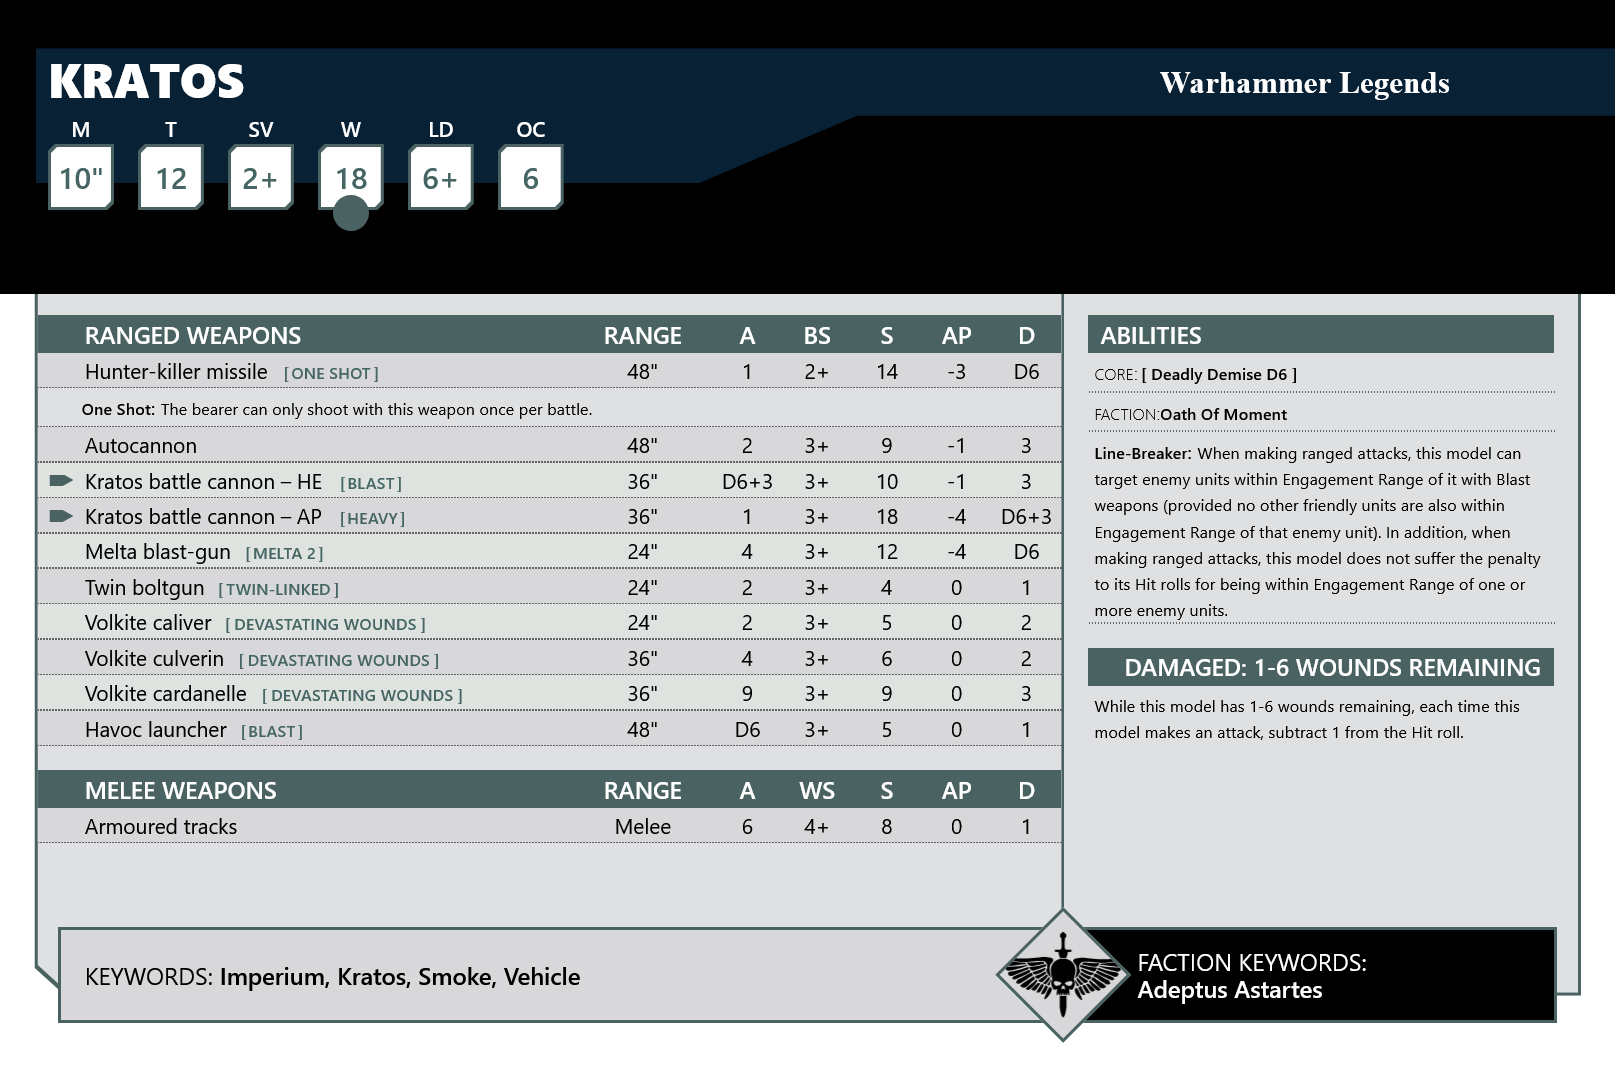 KRATOS
Warhammer Legends
M T SV W LD OC
10" 12 2+ 18 6+ 6
RANGED WEAPONS RANGE A BS S AP D
Hunter-killer missile [ONE SHOT] 48" 1 2+ 14 -3 D6
One Shot: The bearer can only shoot with this weapon once per battle.
Autocannon 48" 2 3+ 9 -1 3
Kratos battle cannon – HE [BLAST] 36" D6+3 3+ 10 -1 3
Kratos battle cannon – AP [HEAVY] 36" 1 3+ 18 -4 D6+3
Melta blast-gun [MELTA 2] 24" 4 3+ 12 -4 D6
Twin boltgun [TWIN-LINKED] 24" 2 3+ 4 0 1
Volkite caliver [DEVASTATING WOUNDS] 24" 2 3+ 5 0 2
Volkite culverin [DEVASTATING WOUNDS] 36" 4 3+ 6 0 2
Volkite cardanelle [DEVASTATING WOUNDS] 36" 9 3+ 9 0 3
Havoc launcher [BLAST] 48" D6 3+ 5 0 1
MELEE WEAPONS RANGE A WS S AP D
Armoured tracks Melee 6 4+ 8 0 1
ABILITIES
CORE: [ Deadly Demise D6 ]
FACTION:Oath Of Moment
Line-Breaker: When making ranged attacks, this model can
target enemy units within Engagement Range of it with Blast
weapons (provided no other friendly units are also within
Engagement Range of that enemy unit). In addition, when
making ranged attacks, this model does not suffer the penalty
to its Hit rolls for being within Engagement Range of one or
more enemy units.
DAMAGED: 1-6 WOUNDS REMAINING
While this model has 1-6 wounds remaining, each time this
model makes an attack, subtract 1 from the Hit roll.
KEYWORDS: Imperium, Kratos, Smoke, Vehicle
FACTION KEYWORDS:
Adeptus Astartes